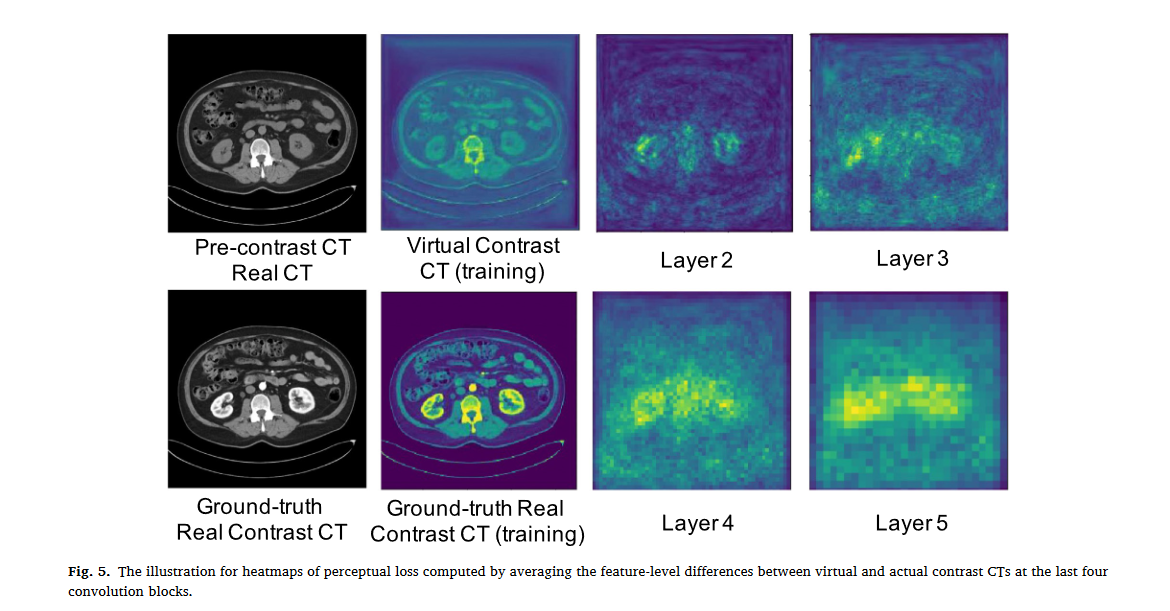 Pre-contrast CT
Real CT
Virtual Contrast
CT (training)
Layer 2
Layer 3
Ground-truth
Real Contrast CT
Ground-truth Real
Contrast CT (training)
Layer 4
Layer 5
Fig. 5. The illustration for heatmaps of perceptual loss computed by averaging the feature-level differences between virtual and actual contrast CTs at the last four
convolution blocks.